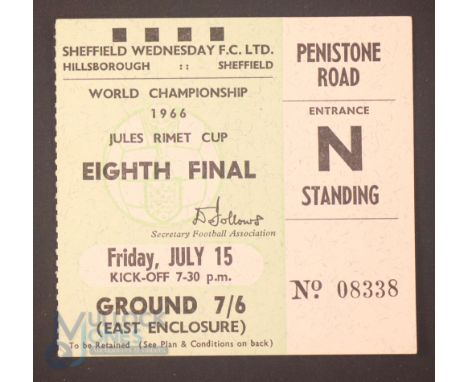 SHEFFIELD WEDNESDAY F.C. LTD.
HILLSBOROUGH :: SHEFFIELD
WORLD CHAMPIONSHIP
1966
JULES RIMET CUP
EIGHTH FINAL
D Follows
Secretary Football Association
Friday, JULY 15
KICK-OFF 7-30 p.m.
GROUND 7/6
(EAST ENCLOSURE)
To be Retained (See Plan & Conditions on back)
PENISTONE
ROAD
ENTRANCE
N
STANDING
No. 08338